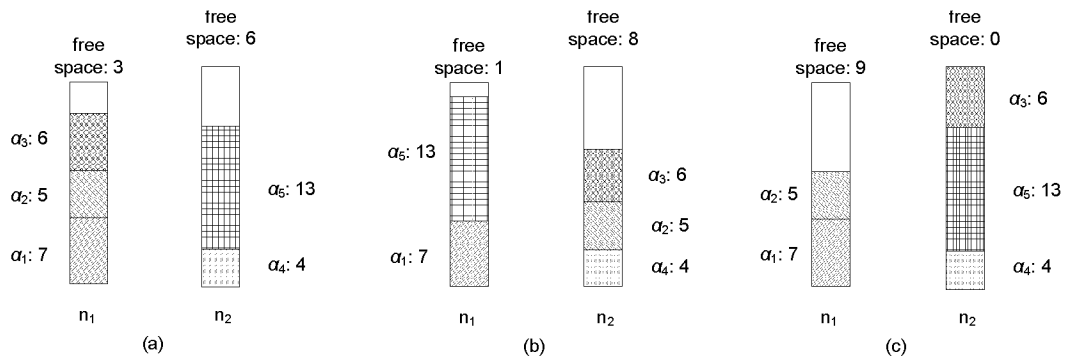 free
space: 3
α3: 6
α2: 5
α1: 7
n1
free
space: 6
α5: 13
α4: 4
n2
(a)
free
space: 1
α5: 13
α1: 7
n1
free
space: 8
α3: 6
α2: 5
α4: 4
n2
(b)
free
space: 9
α2: 5
α1: 7
n1
free
space: 0
α3: 6
α5: 13
α4: 4
n2
(c)